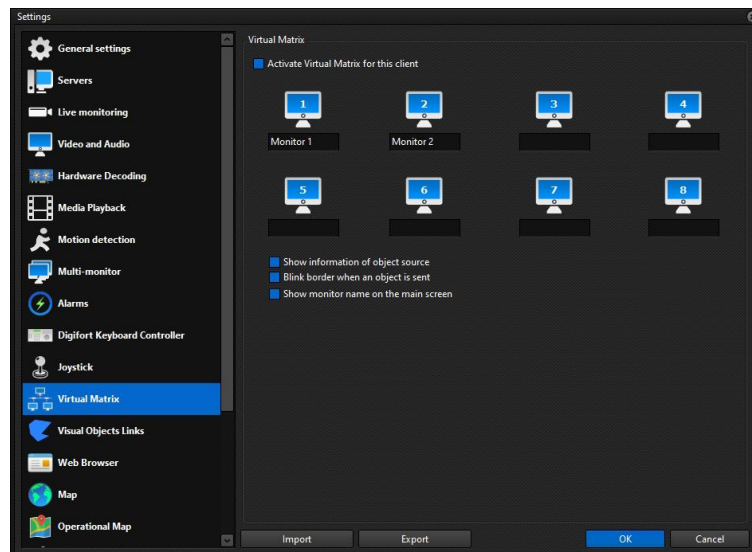 Settings
General settings
Servers
Live monitoring
Video and Audio
Hardware Decoding
Media Playback
Motion detection
Multi-monitor
Alarms
Digifort Keyboard Controller
Joystick
Virtual Matrix
Visual Objects Links
Web Browser
Map
Operational Map
Virtual Matrix
Activate Virtual Matrix for this client
1 2 3 4
Monitor 1 Monitor 2
5 6 7 8
Show information of object source
Blink border when an object is sent
Show monitor name on the main screen
Import Export OK Cancel